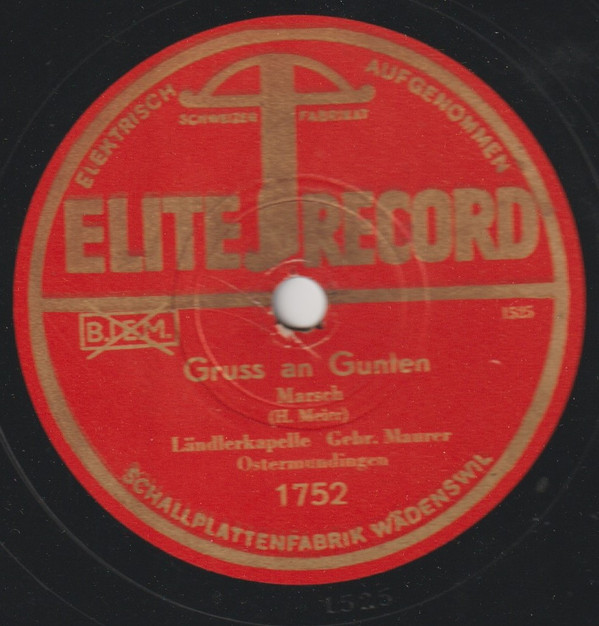 ELEKTRISCH AUFGENOMMEN
SCHWEIZER FABRIKAT
ELITE RECORD
B.I.E.M.
1525
Gruss an Gunten
Marsch
(H. Meier)
Ländlerkapelle Gebr. Maurer
Ostermundingen
1752
SCHALLPLATTENFABRIK WÄDENSWIL
1525